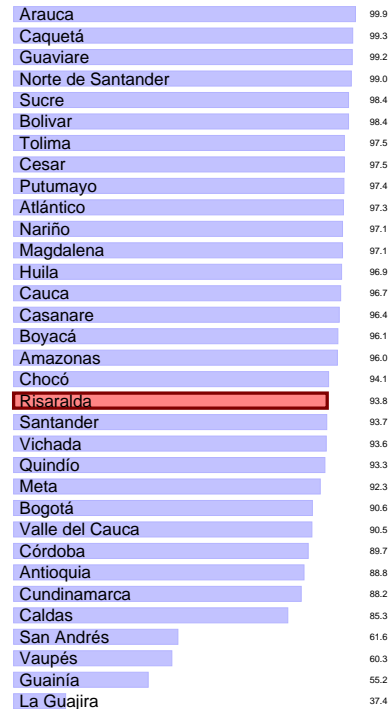 Arauca 99.9
Caquetá 99.3
Guaviare 99.2
Norte de Santander 99.0
Sucre 98.4
Bolivar 98.4
Tolima 97.5
Cesar 97.5
Putumayo 97.4
Atlántico 97.3
Nariño 97.1
Magdalena 97.1
Huila 96.9
Cauca 96.7
Casanare 96.4
Boyacá 96.1
Amazonas 96.0
Chocó 94.1
Risaralda 93.8
Santander 93.7
Vichada 93.6
Quindío 93.3
Meta 92.3
Bogotá 90.6
Valle del Cauca 90.5
Córdoba 89.7
Antioquia 88.8
Cundinamarca 88.2
Caldas 85.3
San Andrés 61.6
Vaupés 60.3
Guainía 55.2
La Guajira 37.4